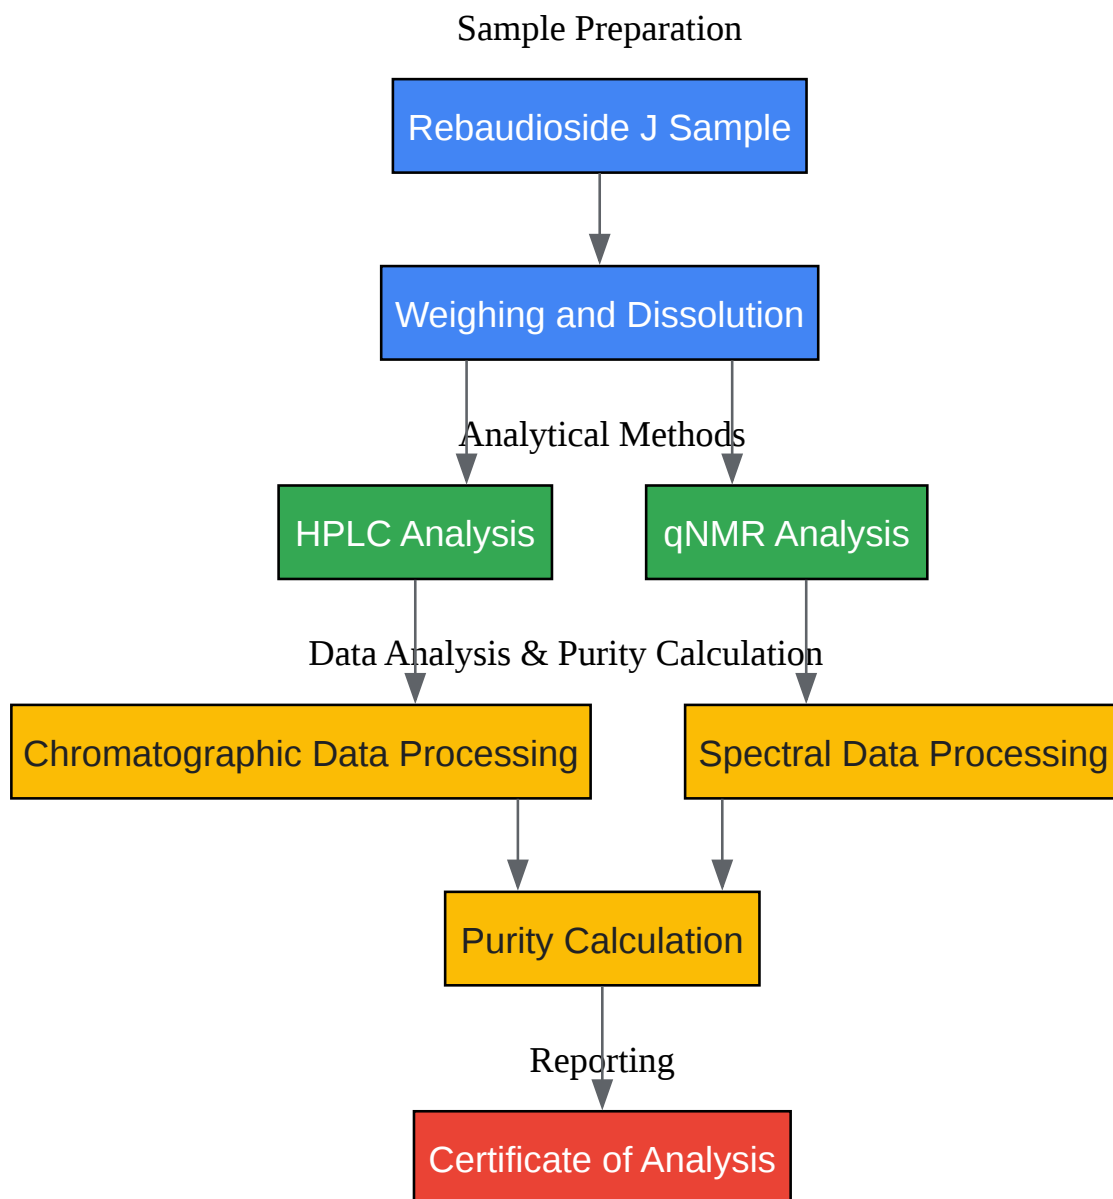 Sample Preparation
Rebaudioside J Sample
Weighing and Dissolution
Analytical Methods
HPLC Analysis
qNMR Analysis
Data Analysis & Purity Calculation
Chromatographic Data Processing
Spectral Data Processing
Purity Calculation
Reporting
Certificate of Analysis